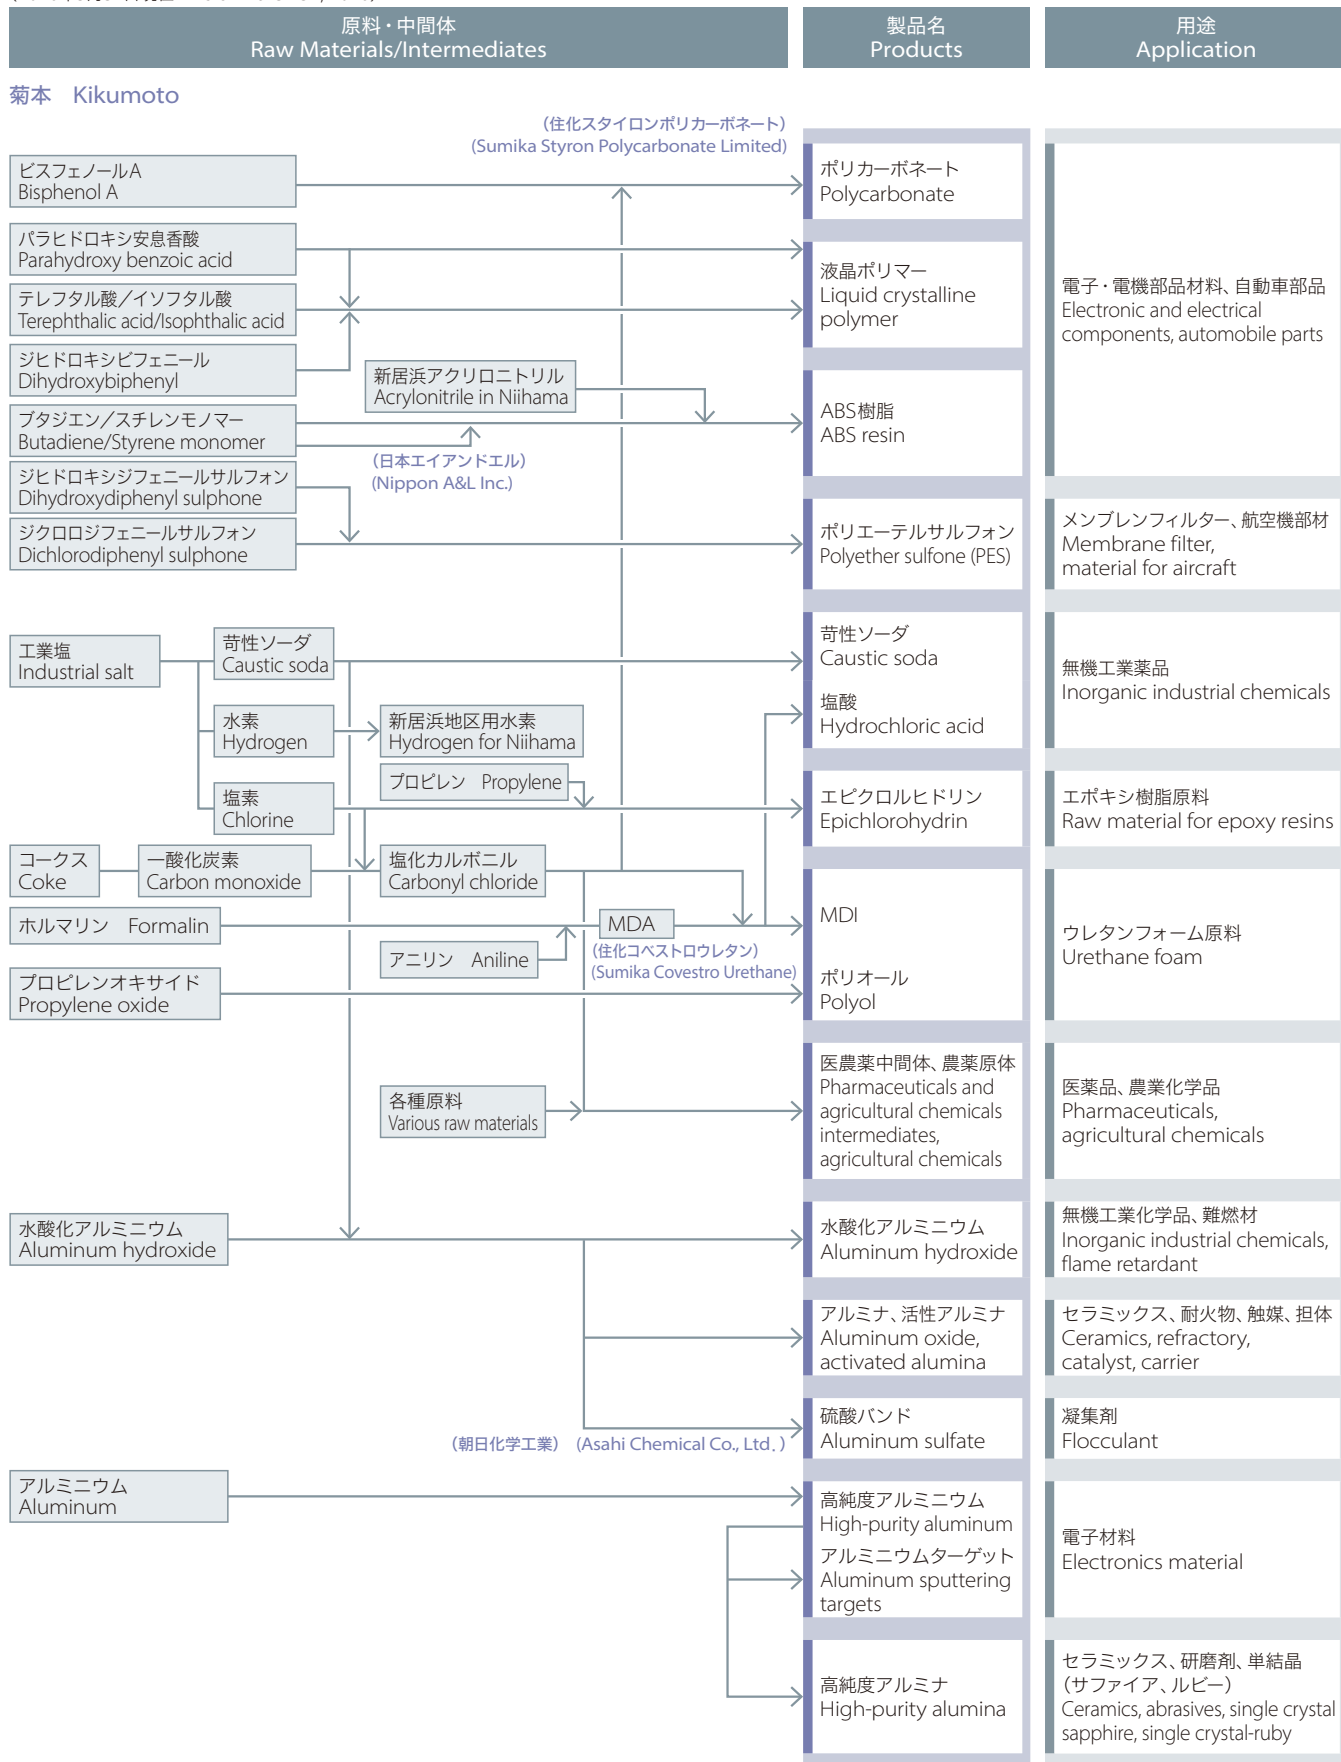 原料・中間体
Raw Materials/Intermediates
製品名
Products
用途
Application
菊本 Kikumoto
（住化スタイロンポリカーボネート）
(Sumika Styron Polycarbonate Limited)
ビスフェノールA
Bisphenol A
ポリカーボネート
Polycarbonate
パラヒドロキシ安息香酸
Parahydroxy benzoic acid
テレフタル酸／イソフタル酸
Terephthalic acid/Isophthalic acid
液晶ポリマー
Liquid crystalline
polymer
電子・電機部品材料、自動車部品
Electronic and electrical
components, automobile parts
ジヒドロキシビフェニール
Dihydroxybiphenyl
新居浜アクリロニトリル
Acrylonitrile in Niihama
ブタジエン／スチレンモノマー
Butadiene/Styrene monomer
（日本エイアンドエル）
(Nippon A&L Inc.)
ABS樹脂
ABS resin
ジヒドロキシジフェニールサルフォン
Dihydroxydiphenyl sulphone
ジクロロジフェニールサルフォン
Dichlorodiphenyl sulphone
ポリエーテルサルフォン
Polyether sulfone (PES)
メンブレンフィルター、航空機部材
Membrane filter,
material for aircraft
工業塩
Industrial salt
苛性ソーダ
Caustic soda
苛性ソーダ
Caustic soda
無機工業薬品
Inorganic industrial chemicals
水素
Hydrogen
新居浜地区用水素
Hydrogen for Niihama
塩酸
Hydrochloric acid
プロピレン Propylene
塩素
Chlorine
エピクロルヒドリン
Epichlorohydrin
エポキシ樹脂原料
Raw material for epoxy resins
コークス
Coke
一酸化炭素
Carbon monoxide
塩化カルボニル
Carbonyl chloride
ホルマリン Formalin
MDA
MDI
アニリン Aniline
（住化コベストロウレタン）
(Sumika Covestro Urethane)
ウレタンフォーム原料
Urethane foam
プロピレンオキサイド
Propylene oxide
ポリオール
Polyol
各種原料
Various raw materials
医農薬中間体、農薬原体
Pharmaceuticals and
agricultural chemicals
intermediates,
agricultural chemicals
医薬品、農業化学品
Pharmaceuticals,
agricultural chemicals
水酸化アルミニウム
Aluminum hydroxide
水酸化アルミニウム
Aluminum hydroxide
無機工業化学品、難燃材
Inorganic industrial chemicals,
flame retardant
アルミナ、活性アルミナ
Aluminum oxide,
activated alumina
セラミックス、耐火物、触媒、担体
Ceramics, refractory,
catalyst, carrier
（朝日化学工業） (Asahi Chemical Co., Ltd.)
硫酸バンド
Aluminum sulfate
凝集剤
Flocculant
アルミニウム
Aluminum
高純度アルミニウム
High-purity aluminum
アルミニウムターゲット
Aluminum sputtering
targets
電子材料
Electronics material
高純度アルミナ
High-purity alumina
セラミックス、研磨剤、単結晶
（サファイア、ルビー）
Ceramics, abrasives, single crystal
sapphire, single crystal-ruby